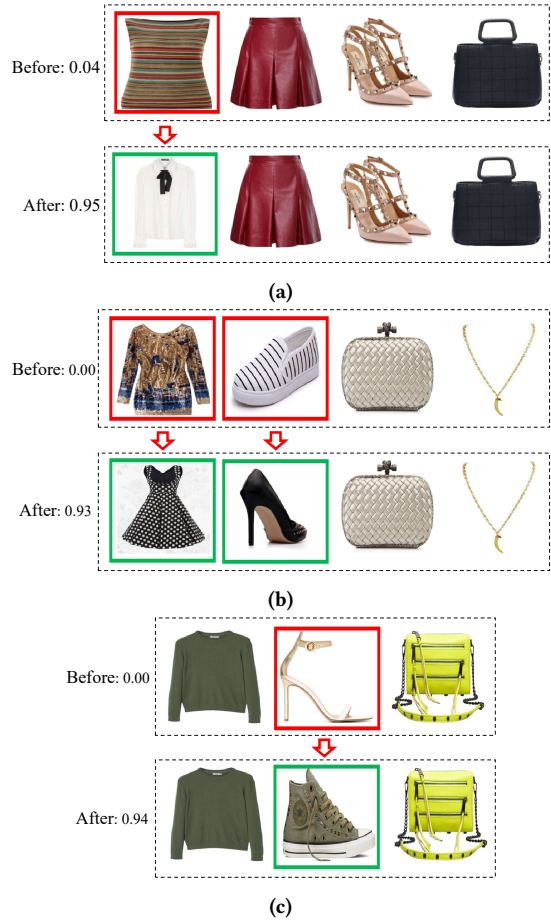 Before: 0.04
After: 0.95
(a)
Before: 0.00
After: 0.93
(b)
Before: 0.00
After: 0.94
(c)